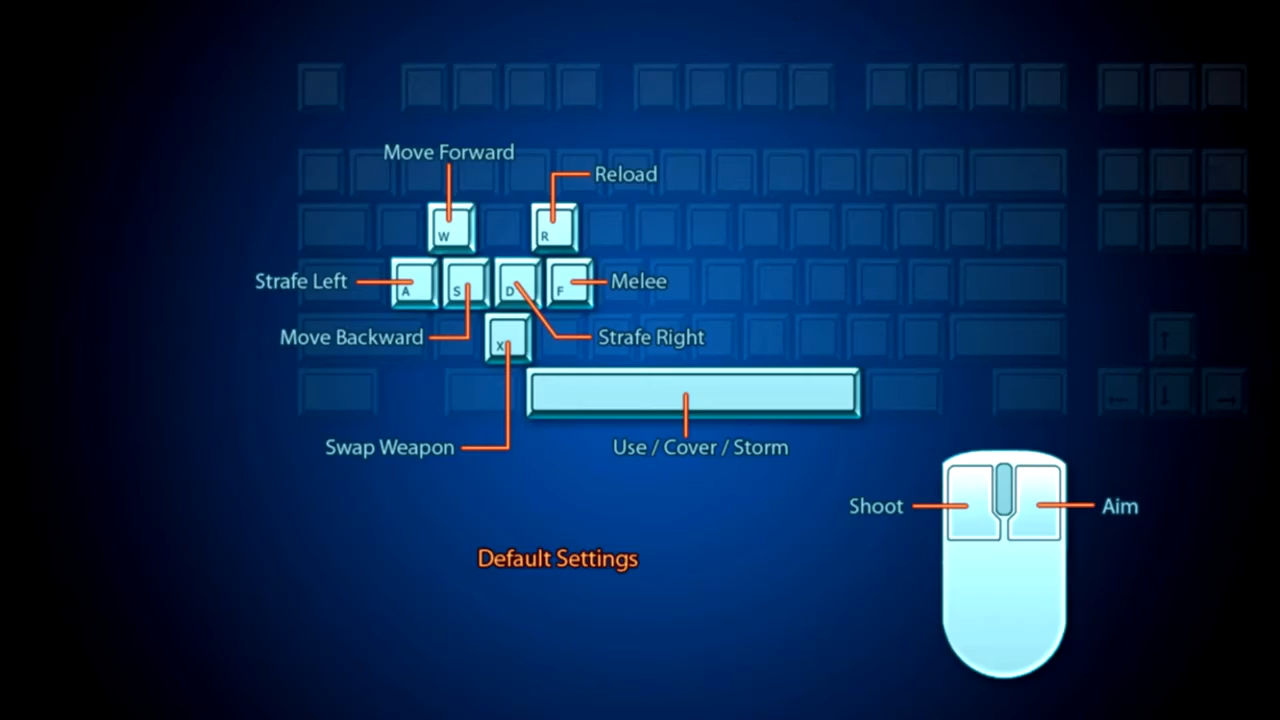 Move Forward
Reload
W
R
Strafe Left
A
S
D
F
Melee
Move Backward
X
Strafe Right
Swap Weapon
Use / Cover / Storm
Shoot
Aim
Default Settings